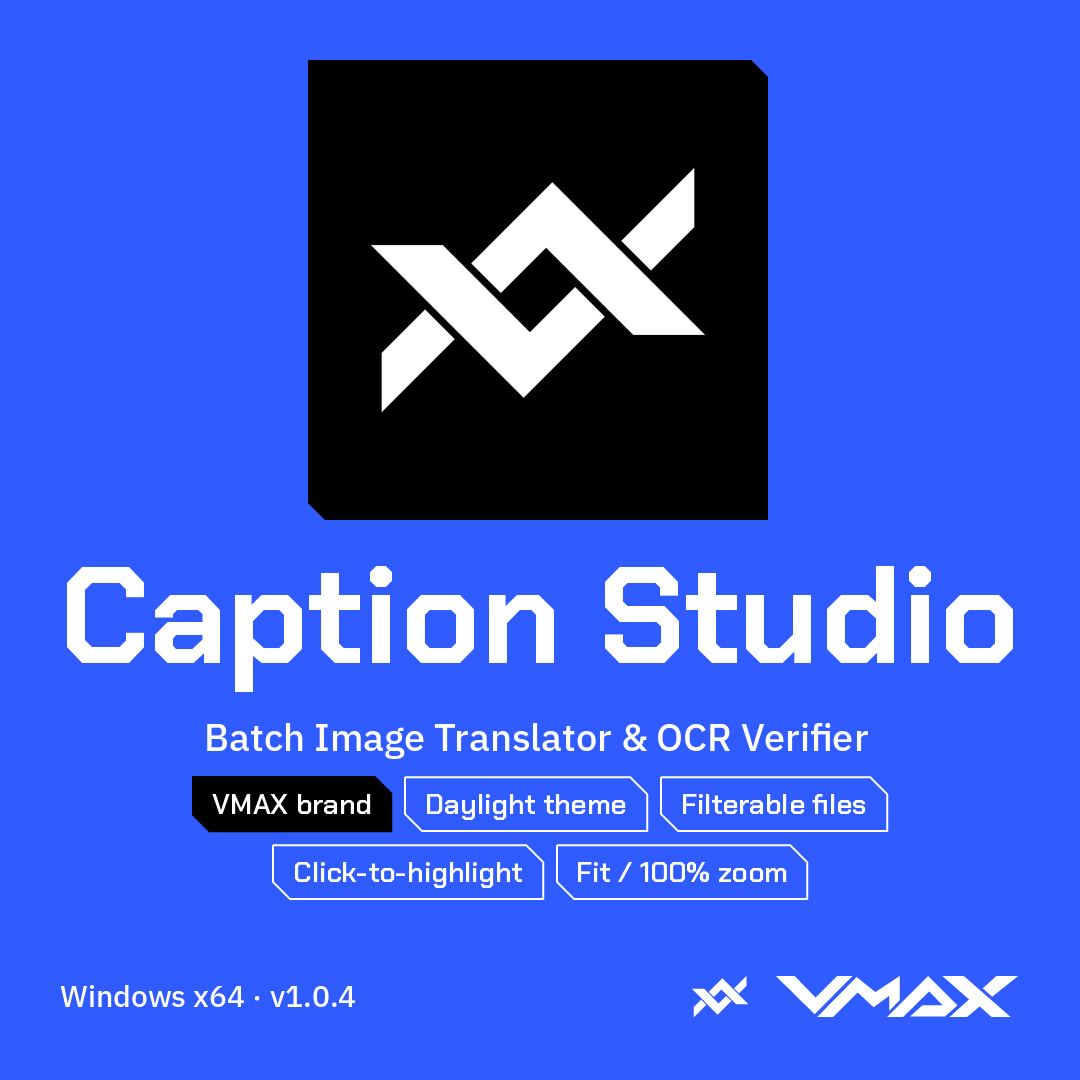 Caption Studio
Batch Image Translator & OCR Verifier
VMAX brand Daylight theme Filterable files
Click-to-highlight Fit / 100% zoom
Windows x64 · v1.0.4 VMAX